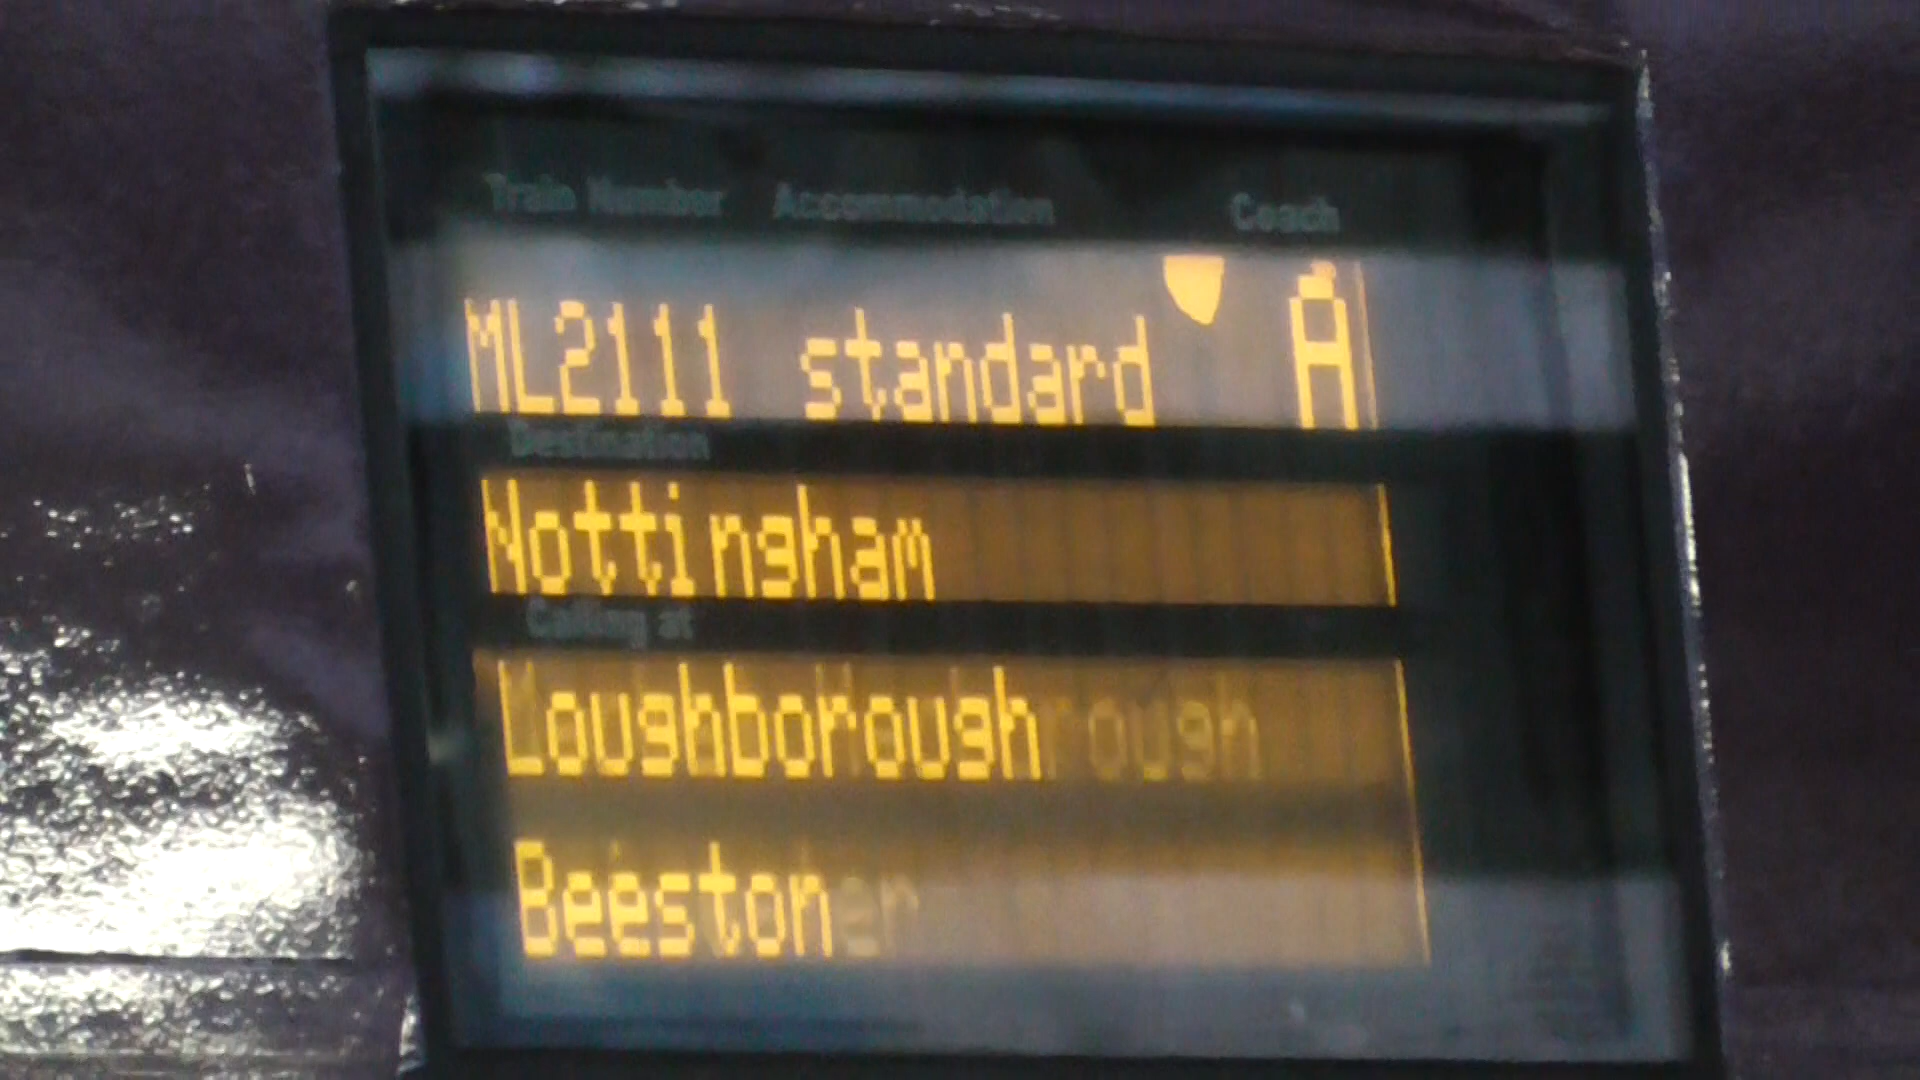 Train Number Accommodation Coach
ML2111 standard A
Destination
Nottingham
Calling at
Loughborough
Beeston